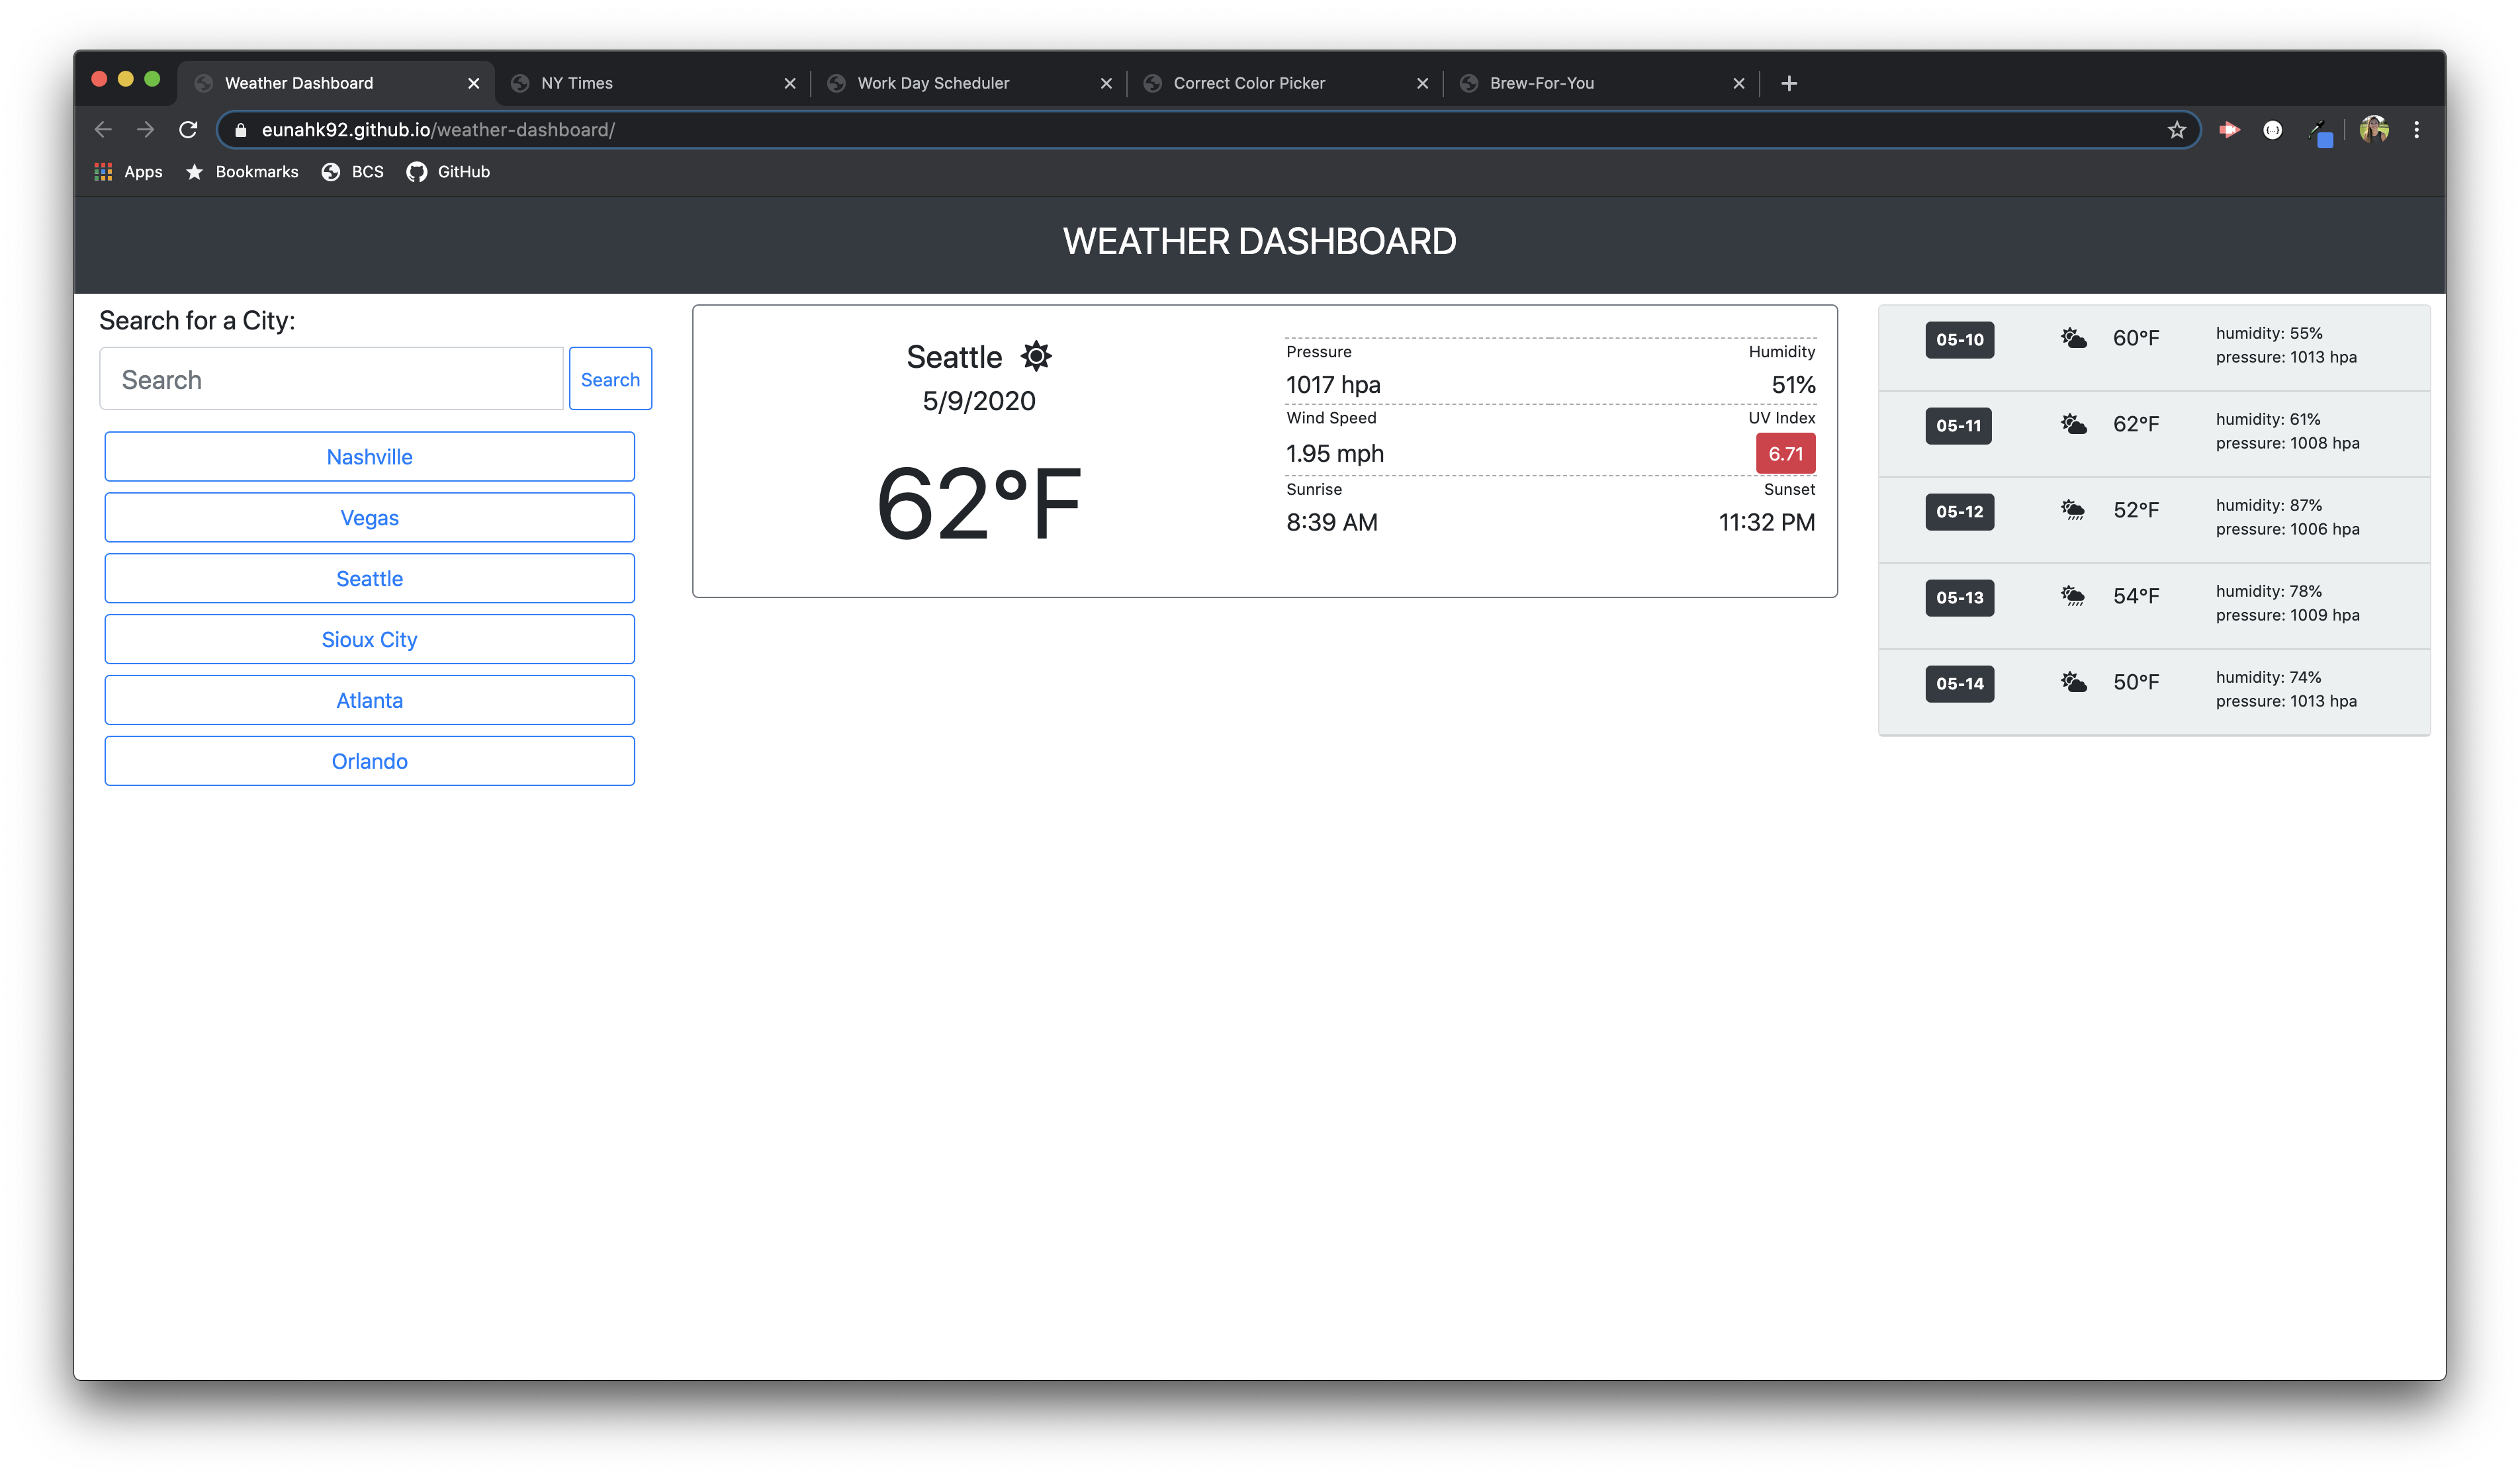 Weather Dashboard
NY Times
Work Day Scheduler
Correct Color Picker
Brew-For-You
eunahk92.github.io/weather-dashboard/
Apps
Bookmarks
BCS
GitHub
WEATHER DASHBOARD
Search for a City:
Search
Search
Nashville
Vegas
Seattle
Sioux City
Atlanta
Orlando
Seattle
5/9/2020
62°F
Pressure Humidity
1017 hpa 51%
Wind Speed UV Index
1.95 mph 6.71
Sunrise Sunset
8:39 AM 11:32 PM
05-10 60°F humidity: 55%
pressure: 1013 hpa
05-11 62°F humidity: 61%
pressure: 1008 hpa
05-12 52°F humidity: 87%
pressure: 1006 hpa
05-13 54°F humidity: 78%
pressure: 1009 hpa
05-14 50°F humidity: 74%
pressure: 1013 hpa